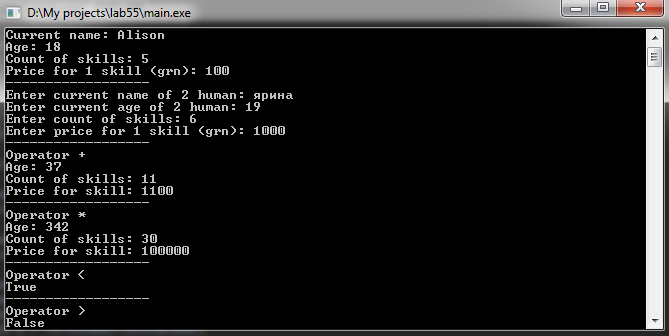 D:\My projects\lab55\main.exe
Current name: Alison
Age: 18
Count of skills: 5
Price for 1 skill (grn): 100
-------------------
Enter current name of 2 human: ярина
Enter current age of 2 human: 19
Enter count of skills: 6
Enter price for 1 skill (grn): 1000
-------------------
Operator +
Age: 37
Count of skills: 11
Price for skill: 1100
-------------------
Operator *
Age: 342
Count of skills: 30
Price for skill: 100000
-------------------
Operator <
True
-------------------
Operator >
False